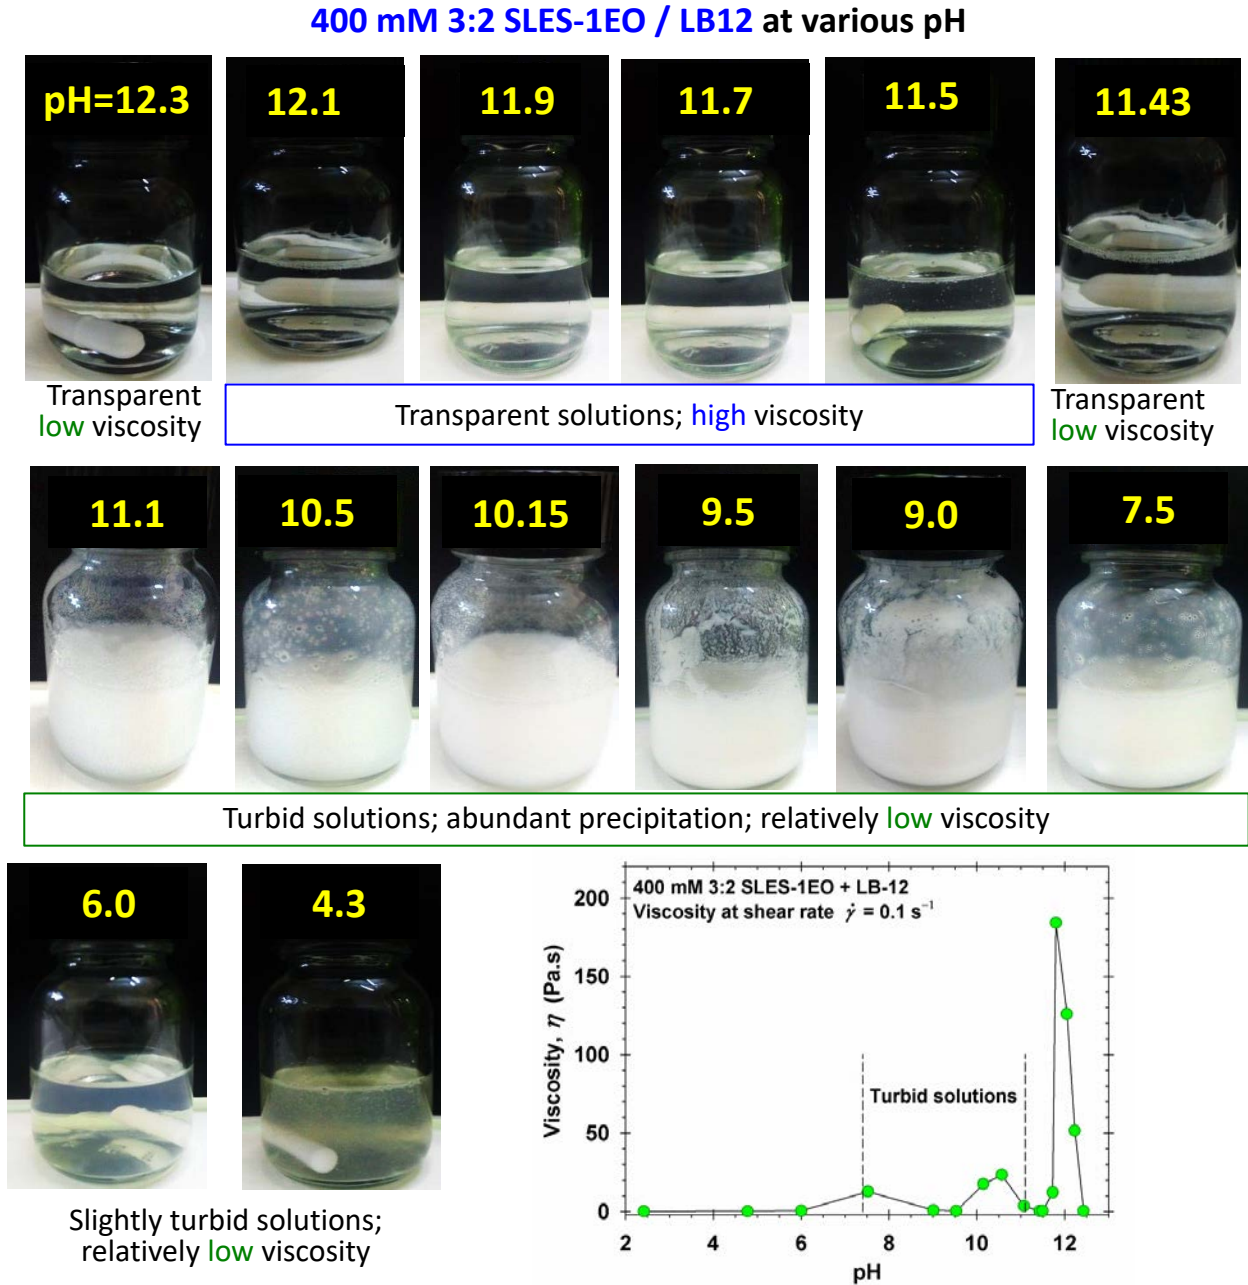 400 mM 3:2 SLES-1EO / LB12 at various pH
pH=12.3
12.1
11.9
11.7
11.5
11.43
Transparent
low viscosity
Transparent solutions; high viscosity
Transparent
low viscosity
11.1
10.5
10.15
9.5
9.0
7.5
Turbid solutions; abundant precipitation; relatively low viscosity
6.0
4.3
Slightly turbid solutions;
relatively low viscosity
400 mM 3:2 SLES-1EO + LB-12
Viscosity at shear rate γ̇ = 0.1 s⁻¹
Turbid solutions
Viscosity, η (Pa.s)
200
150
100
50
0
2 4 6 8 10 12
pH